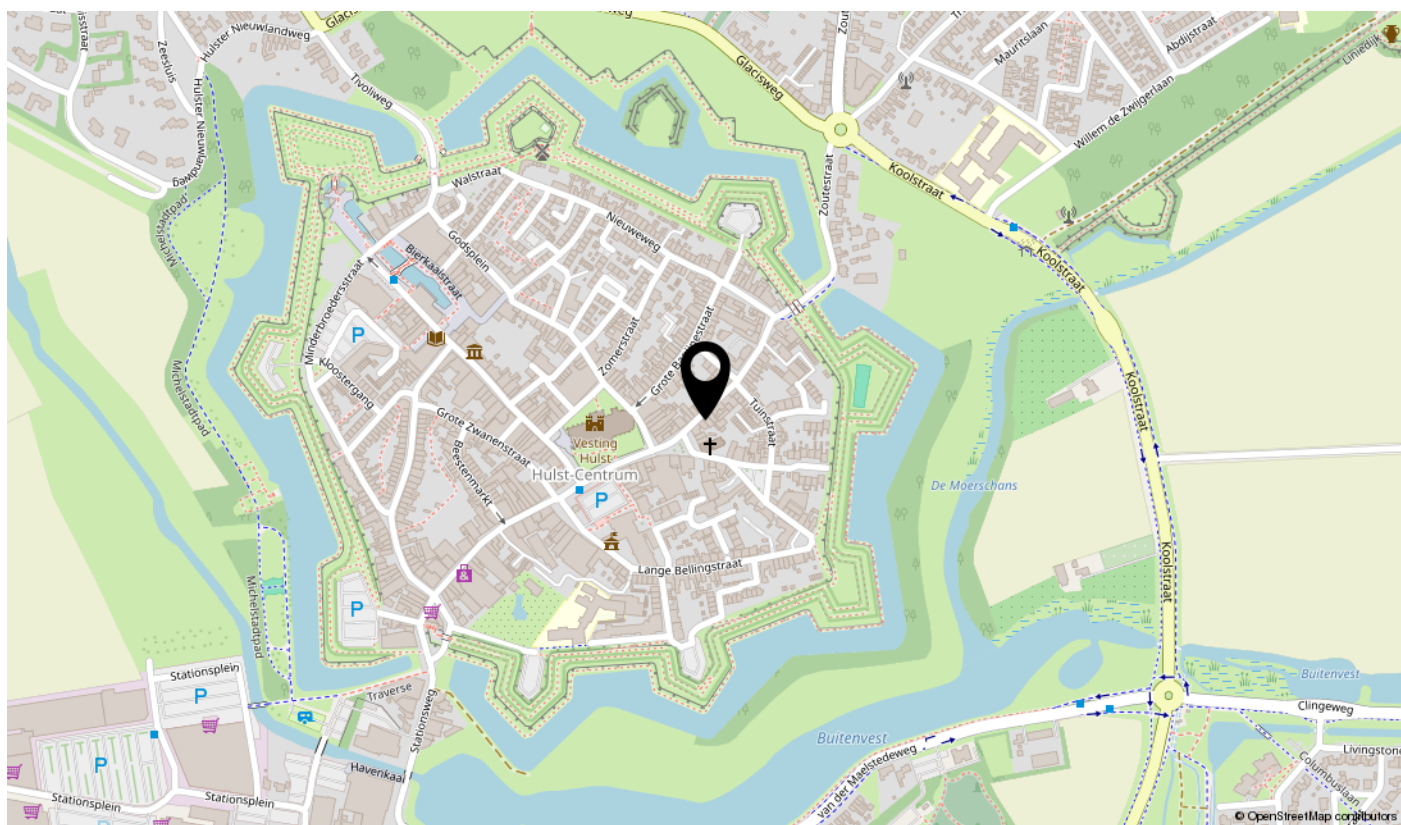 Glacisweg
Hulster Nieuwlandweg
Zeesluis
Tivoliweg
Hulster Nieuwlandweg
Michelstadtpad
Walstraat
Nieuweweg
Godsplein
Bierkaaistraat
Minderbroedersstraat
P
Kloostergang
Zomerstraat
Tuinstraat
Grote Zwanenstraat
Beestenmarkt
Vesting
Hulst
Hulst-Centrum
P
Lange Bellingstraat
Michelstadtpad
Michelstadtpad
P
Stationsplein
P
Traverse
Stationsweg
P
Havenkaai
Stationsplein
Stationsplein
P
Glacisweg
Mauritslaan
Abdijstraat
Liniedijk
Willem de Zwijgerlaan
Zoutestraat
Koolstraat
Koolstraat
Koolstraat
Koolstraat
De Moerschans
Buitenvest
Buitenvest
van der Maelstedeweg
Clingeweg
Livingstone
Columbuslaan
© OpenStreetMap contributors